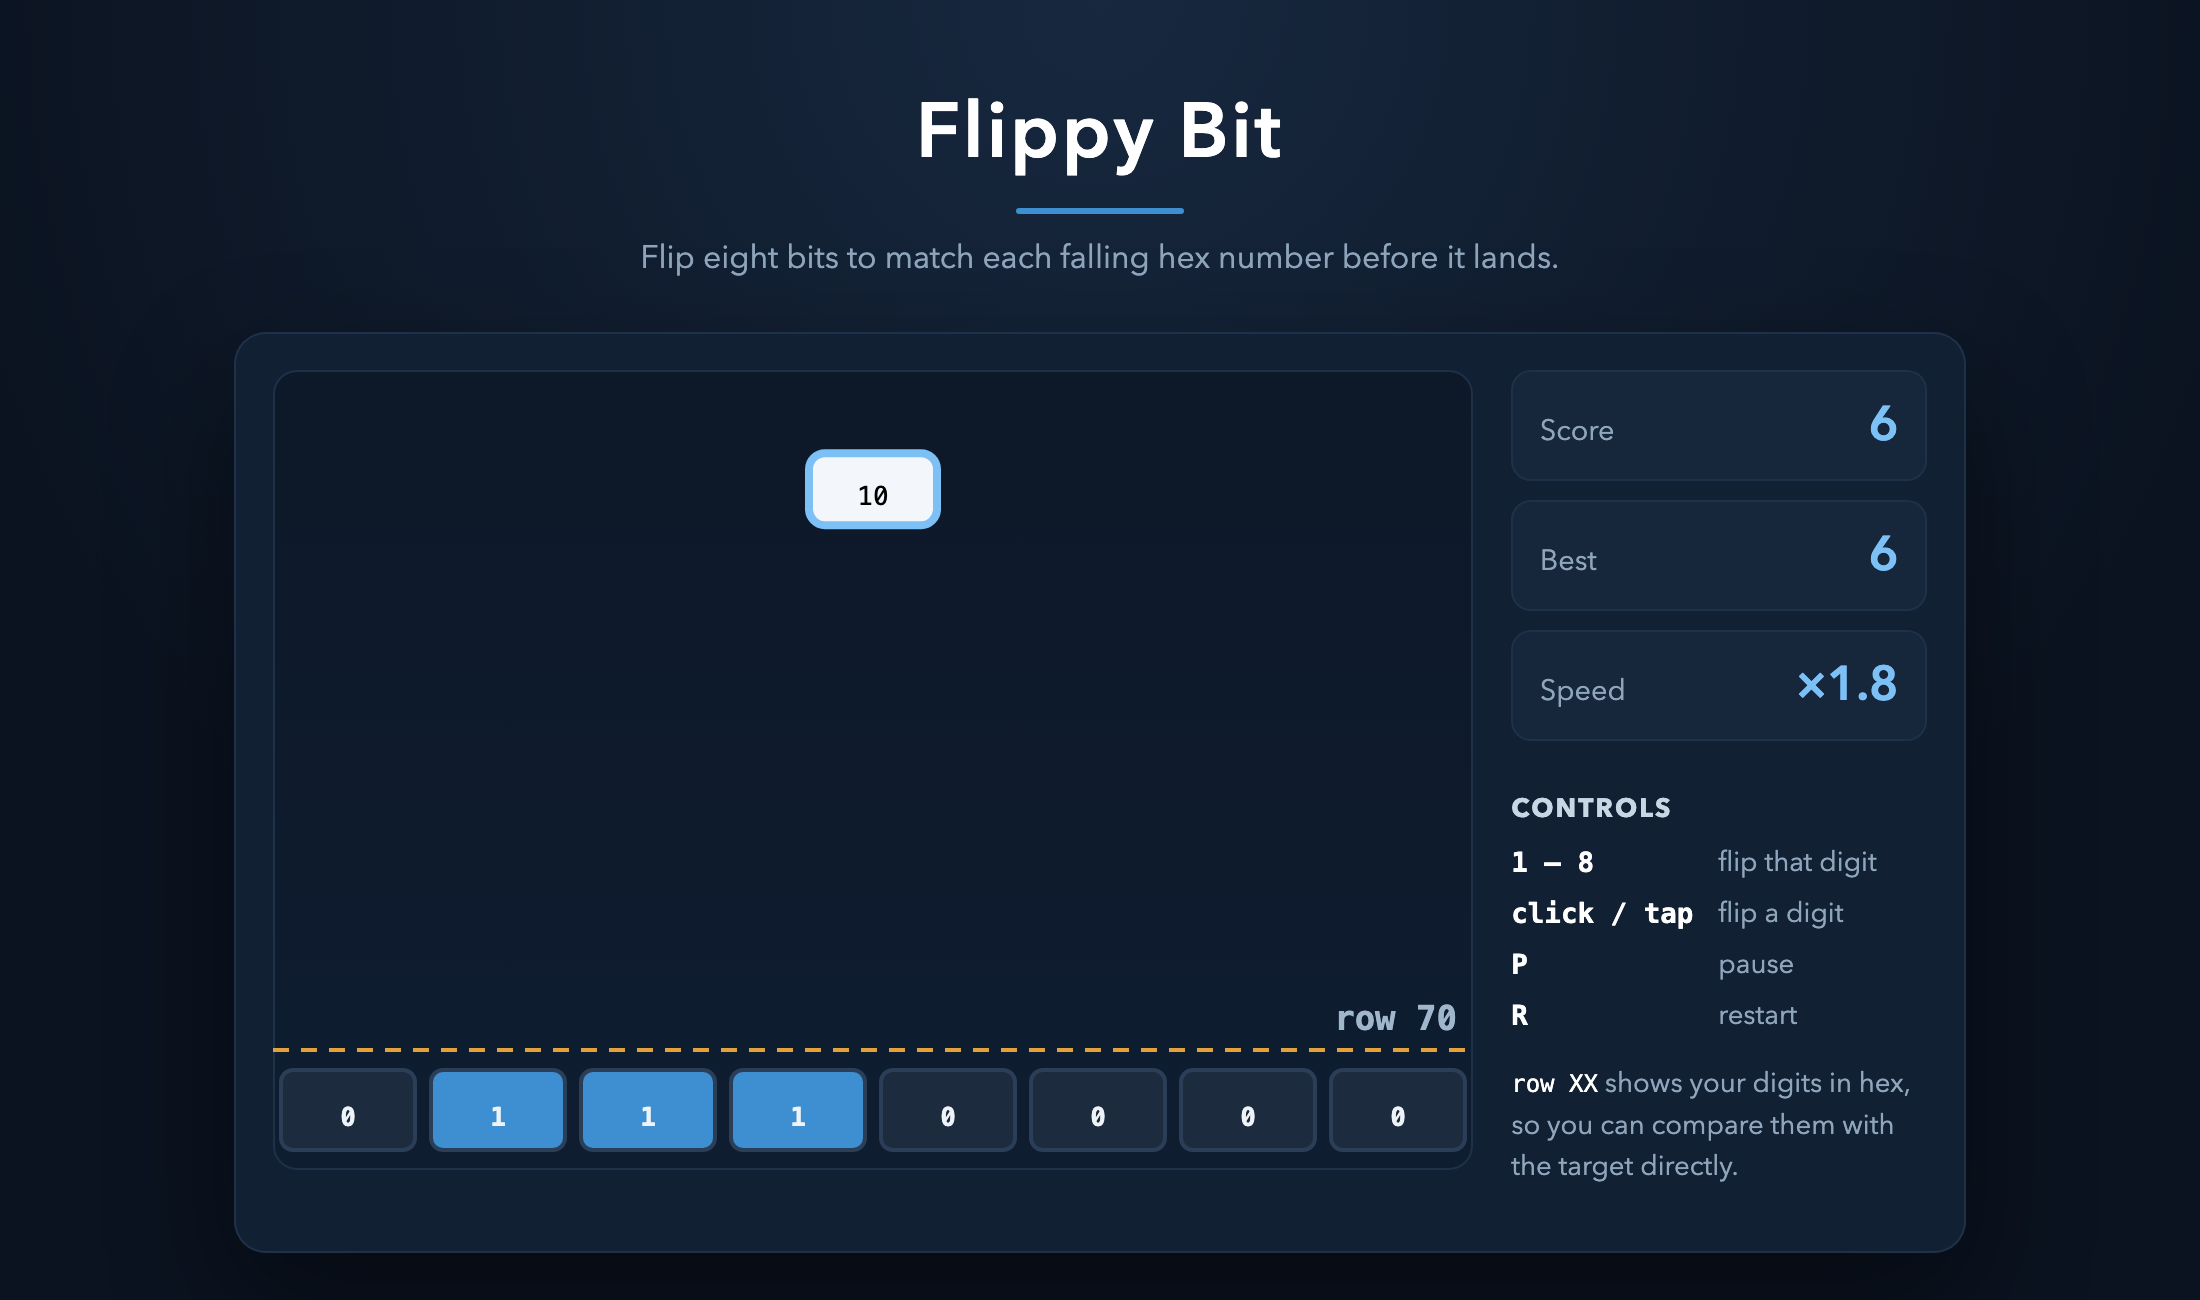 Flippy Bit
Flip eight bits to match each falling hex number before it lands.
10
row 70
0 1 1 1 0 0 0 0
Score 6
Best 6
Speed ×1.8
CONTROLS
1 – 8 flip that digit
click / tap flip a digit
P pause
R restart
row XX shows your digits in hex,
so you can compare them with
the target directly.